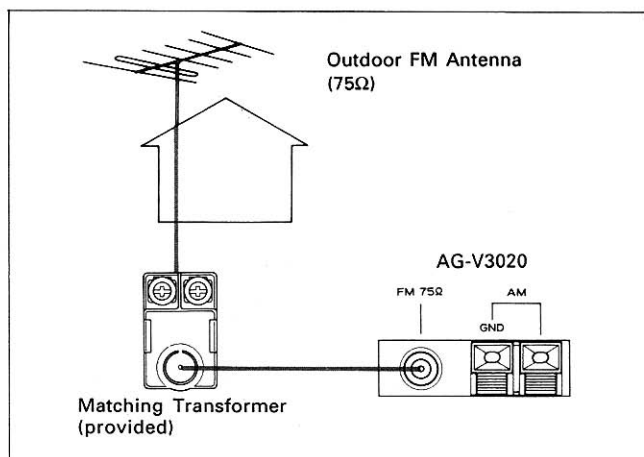 Outdoor FM Antenna
(75Ω)
AG-V3020
FM 75Ω
AM
GND
Matching Transformer
(provided)